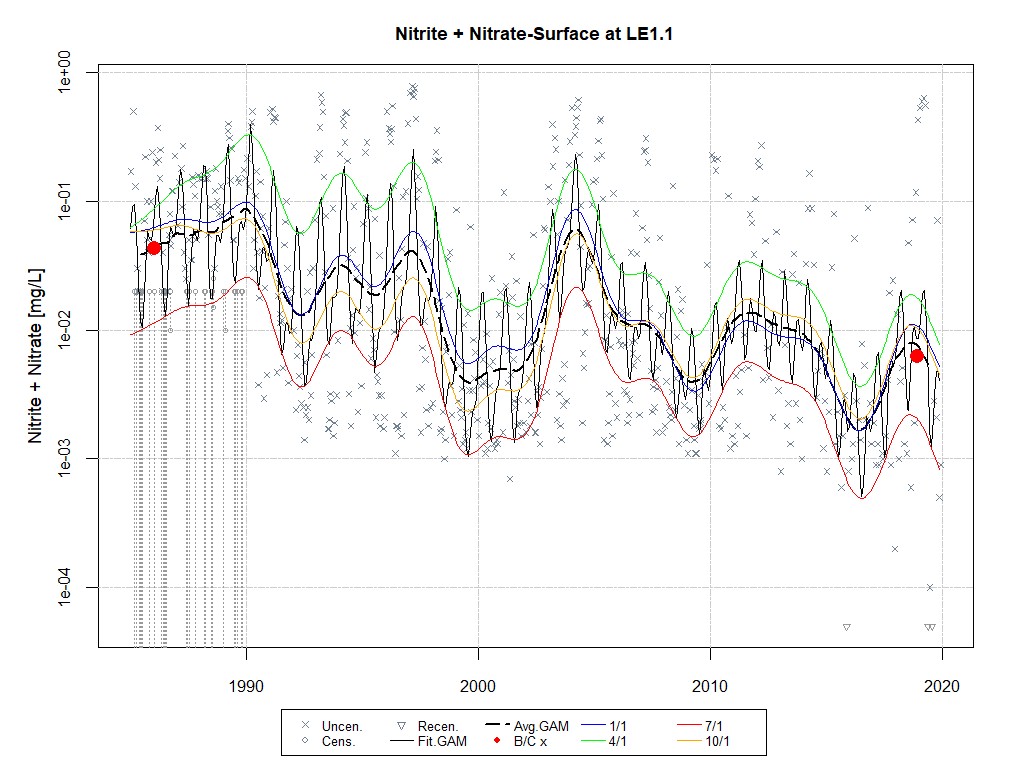 Nitrite + Nitrate-Surface at LE1.1
Nitrite + Nitrate [mg/L]
1e+00
1e-01
1e-02
1e-03
1e-04
1990 2000 2010 2020
Uncen. Recen. Avg.GAM 1/1 7/1
Cens. Fit.GAM B/C x 4/1 10/1